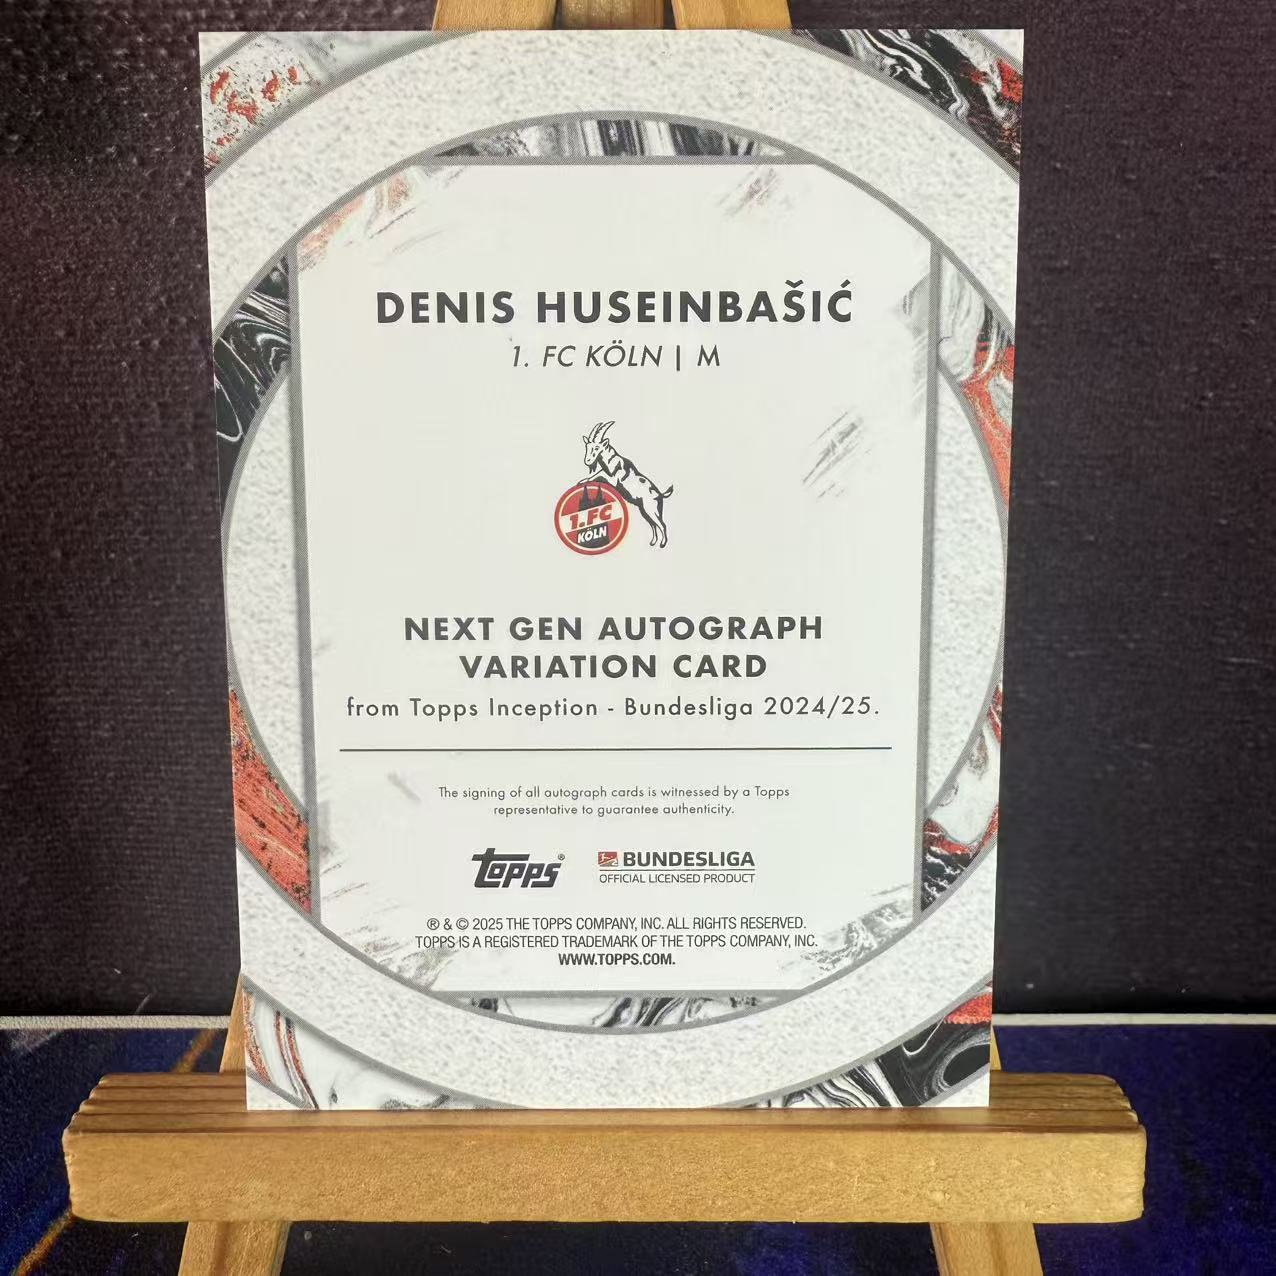 DENIS HUSEINBAŠIĆ
1. FC KÖLN | M
1.FC
KÖLN
NEXT GEN AUTOGRAPH
VARIATION CARD
from Topps Inception - Bundesliga 2024/25.
The signing of all autograph cards is witnessed by a Topps
representative to guarantee authenticity.
Topps®
BUNDESLIGA
OFFICIAL LICENSED PRODUCT
® & © 2025 THE TOPPS COMPANY, INC. ALL RIGHTS RESERVED.
TOPPS IS A REGISTERED TRADEMARK OF THE TOPPS COMPANY, INC.
WWW.TOPPS.COM.